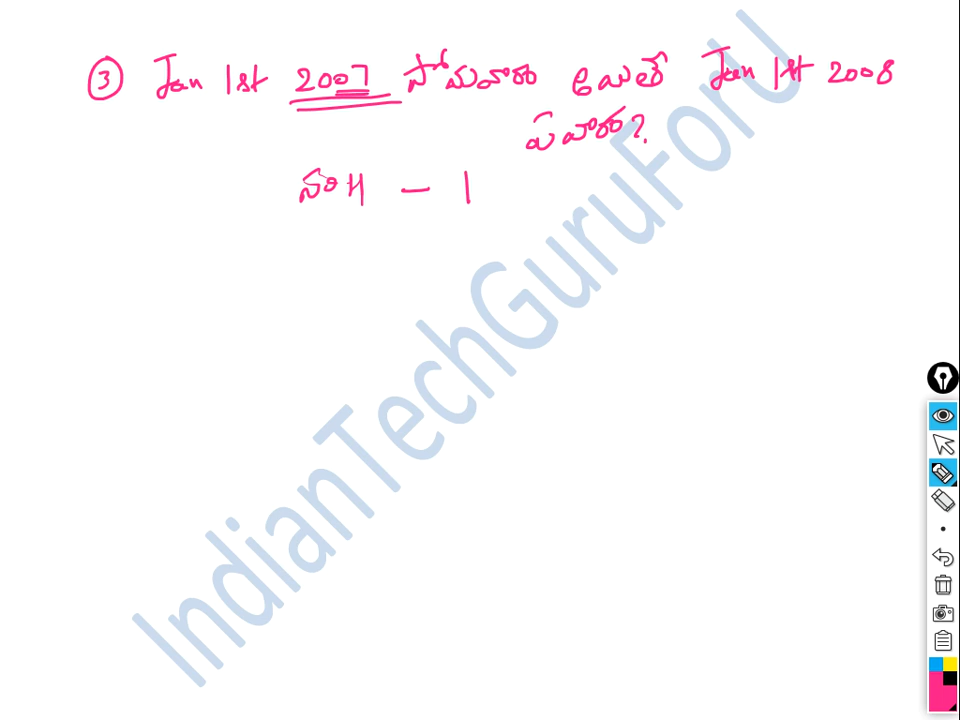 ③ Jan 1st 2007 సోమవారం అయితే Jan 1st 2008
ఏ వారం?
సం॥ - 1
IndianTechGuruForU